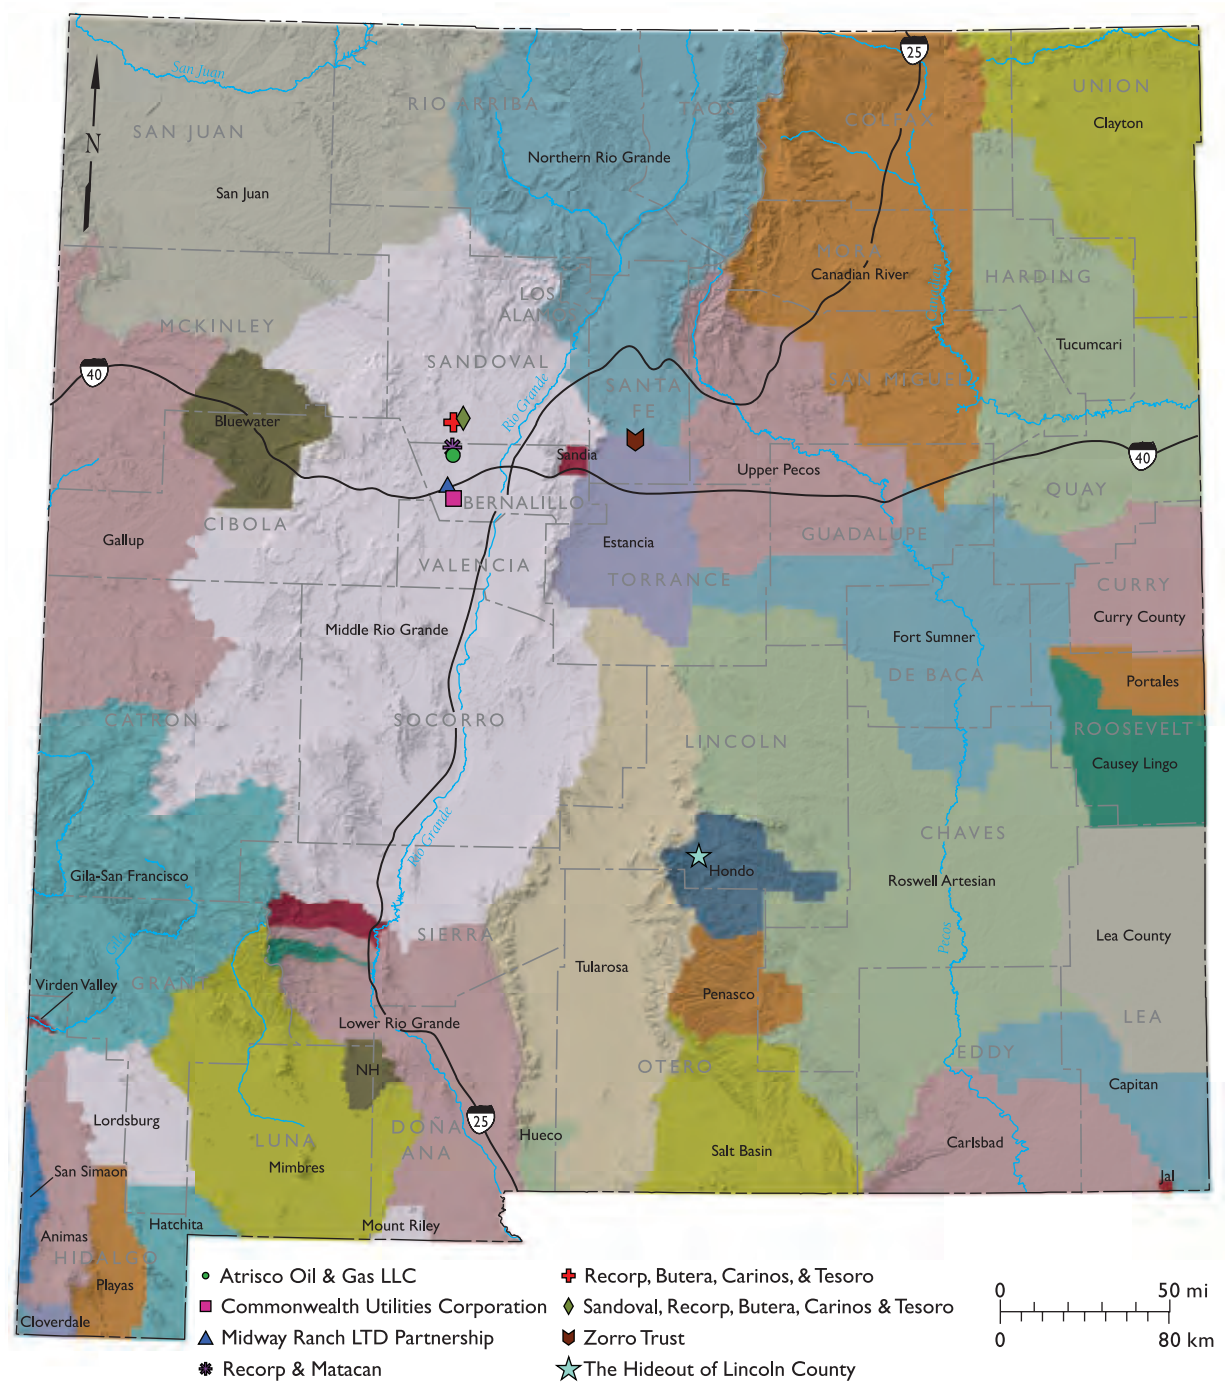 25
San Juan
UNION
RIO ARRIBA
TAOS
COLFAX
Clayton
SAN JUAN
N
Northern Rio Grande
San Juan
MORA
Canadian River
HARDING
Canadian
LOS
ALAMOS
MCKINLEY
Tucumcari
SANDOVAL
40
SANTA
FE
SAN MIGUEL
Rio Grande
Bluewater
Sandia
40
Upper Pecos
QUAY
BERNALILLO
CIBOLA
GUADALUPE
Gallup
Estancia
VALENCIA
TORRANCE
CURRY
Curry County
Middle Rio Grande
Fort Sumner
DE BACA
Portales
CATRON
SOCORRO
ROOSEVELT
LINCOLN
Causey Lingo
Rio Grande
CHAVES
Gila-San Francisco
Hondo
Roswell Artesian
SIERRA
Lea County
Gila
Pecos
Tularosa
Virden Valley
GRANT
Penasco
Lower Rio Grande
LEA
EDDY
NH
OTERO
Capitan
Lordsburg
25
DOÑA
ANA
Hueco
LUNA
Carlsbad
Salt Basin
San Simaon
Mimbres
Jal
Hatchita
Mount Riley
Animas
HIDALGO
Playas
Cloverdale
Atrisco Oil & Gas LLC
Commonwealth Utilities Corporation
Midway Ranch LTD Partnership
Recorp & Matacan
Recorp, Butera, Carinos, & Tesoro
Sandoval, Recorp, Butera, Carinos & Tesoro
Zorro Trust
The Hideout of Lincoln County
0 50 mi
0 80 km